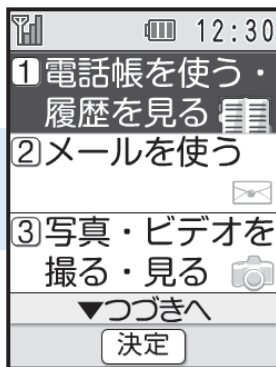 12:30
1電話帳を使う・
履歴を見る
2メールを使う
3写真・ビデオを
撮る・見る
▼つづきへ
決定